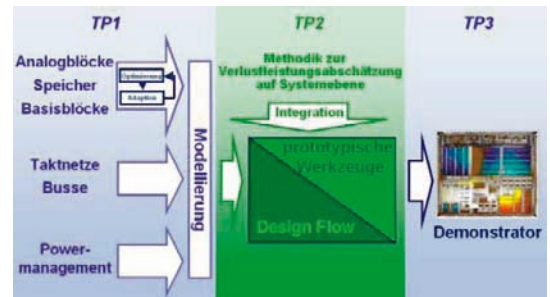 TP1
Analogblöcke
Speicher
Basisblöcke
Optimierung
Adaption
Taktnetze
Busse
Power-
management
Modellierung
TP2
Methodik zur
Verlustleistungsabschätzung
auf Systemebene
Integration
prototypische
Werkzeuge
Design Flow
TP3
Demonstrator